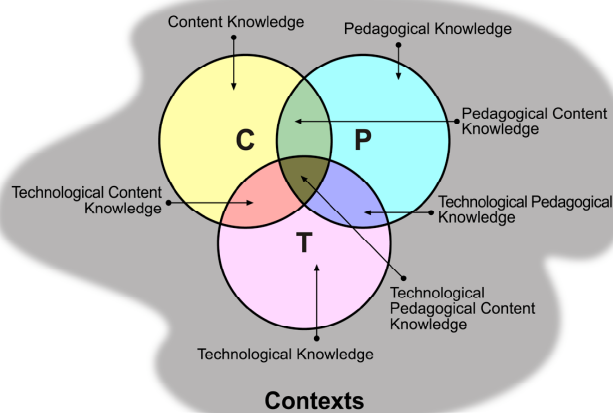 Content Knowledge
Pedagogical Knowledge
C
P
Pedagogical Content
Knowledge
Technological Content
Knowledge
Technological Pedagogical
Knowledge
T
Technological
Pedagogical Content
Knowledge
Technological Knowledge
Contexts